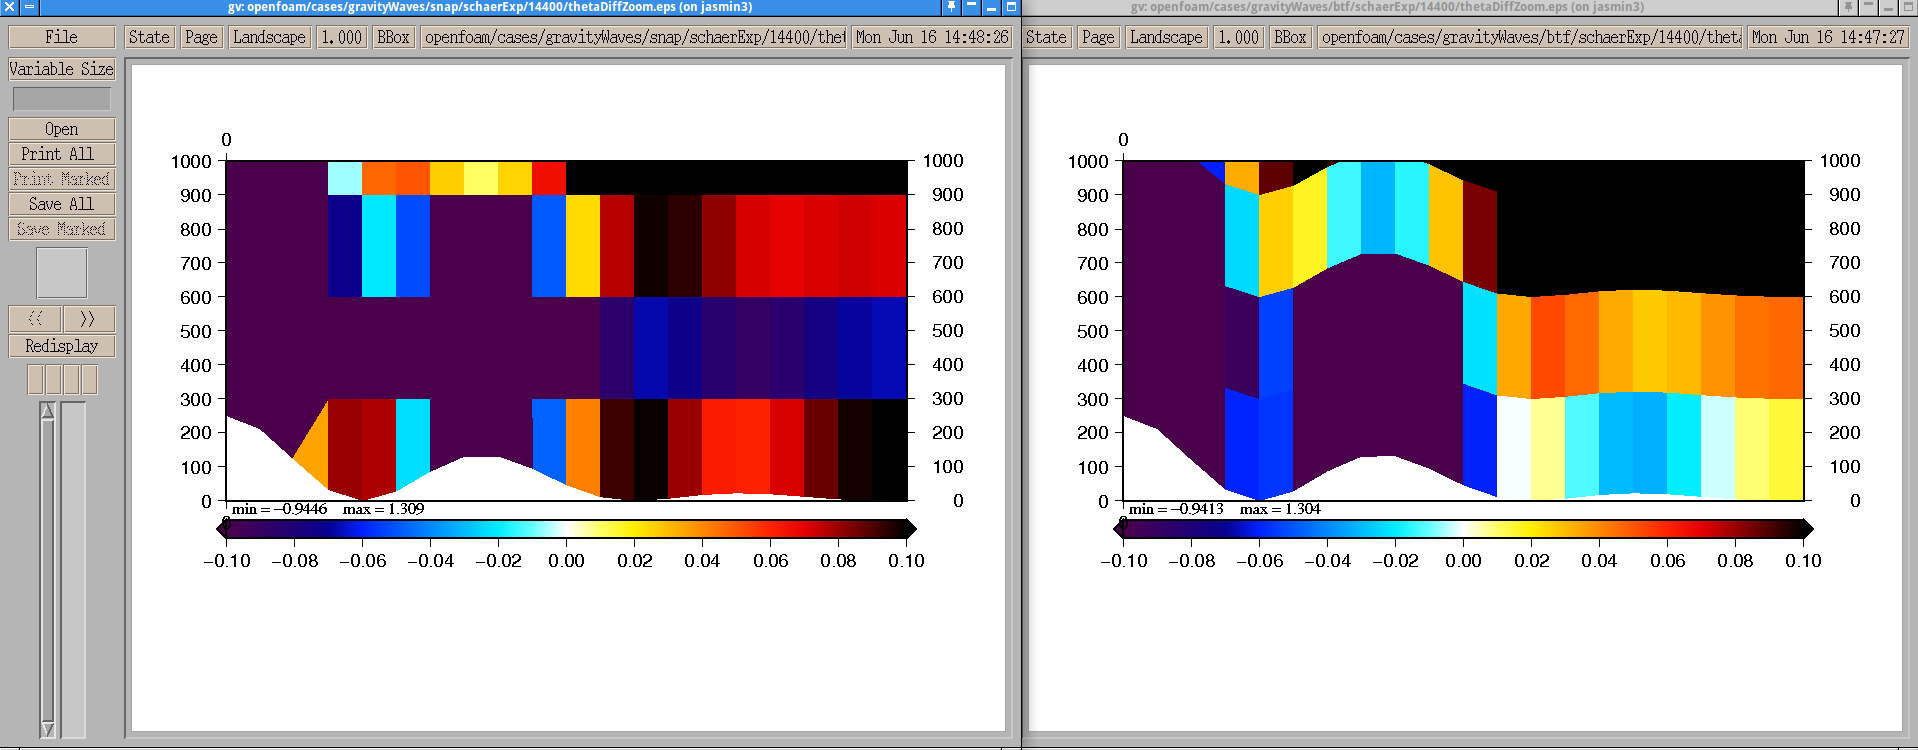 gv: openfoam/cases/gravityWaves/snap/schaerExp/14400/thetaDiffZoom.eps (on jasmin3)
File
State
Page
Landscape
1.000
BBox
openfoam/cases/gravityWaves/snap/schaerExp/14400/thet
Mon Jun 16 14:48:26
Variable Size
Open
Print All
Print Marked
Save All
Save Marked
<<
>>
Redisplay
0
1000 1000
900 900
800 800
700 700
600 600
500 500
400 400
300 300
200 200
100 100
0 0
min = −0.9446 max = 1.309
0
−0.10 −0.08 −0.06 −0.04 −0.02 0.00 0.02 0.04 0.06 0.08 0.10
gv: openfoam/cases/gravityWaves/btf/schaerExp/14400/thetaDiffZoom.eps (on jasmin3)
State
Page
Landscape
1.000
BBox
openfoam/cases/gravityWaves/btf/schaerExp/14400/theta
Mon Jun 16 14:47:27
0
1000 1000
900 900
800 800
700 700
600 600
500 500
400 400
300 300
200 200
100 100
0 0
min = −0.9413 max = 1.304
0
−0.10 −0.08 −0.06 −0.04 −0.02 0.00 0.02 0.04 0.06 0.08 0.10